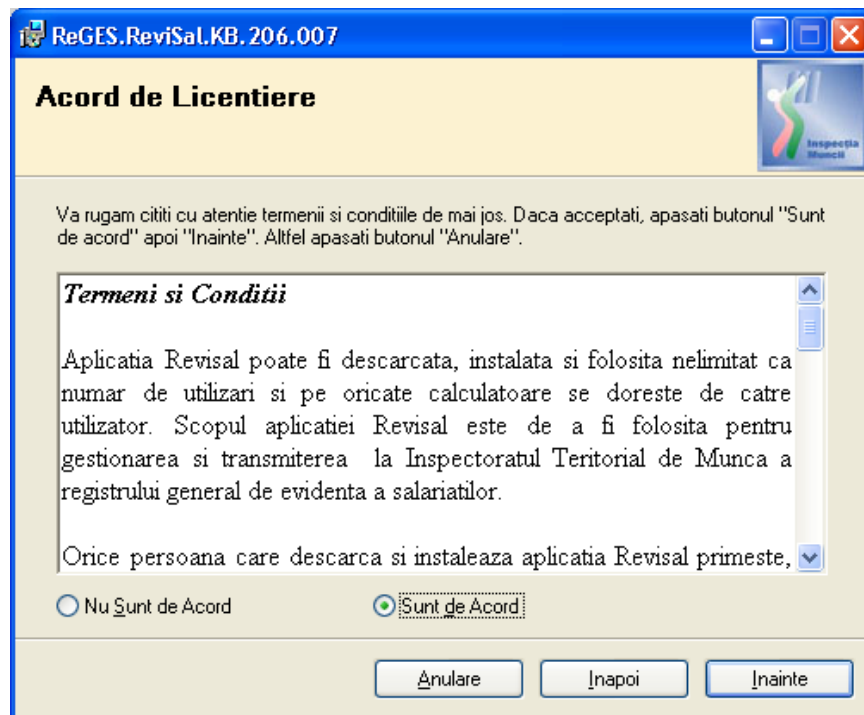 ReGES.ReviSal.KB.206.007
Acord de Licentiere
Inspecția
Muncii
Va rugam cititi cu atentie termenii si conditiile de mai jos. Daca acceptati, apasati butonul "Sunt
de acord" apoi "Inainte". Altfel apasati butonul "Anulare".
Termeni si Conditii
Aplicatia Revisal poate fi descarcata, instalata si folosita nelimitat ca
numar de utilizari si pe oricate calculatoare se doreste de catre
utilizator. Scopul aplicatiei Revisal este de a fi folosita pentru
gestionarea si transmiterea la Inspectoratul Teritorial de Munca a
registrului general de evidenta a salariatilor.
Orice persoana care descarca si instaleaza aplicatia Revisal primeste,
Nu Sunt de Acord
Sunt de Acord
Anulare
Inapoi
Inainte